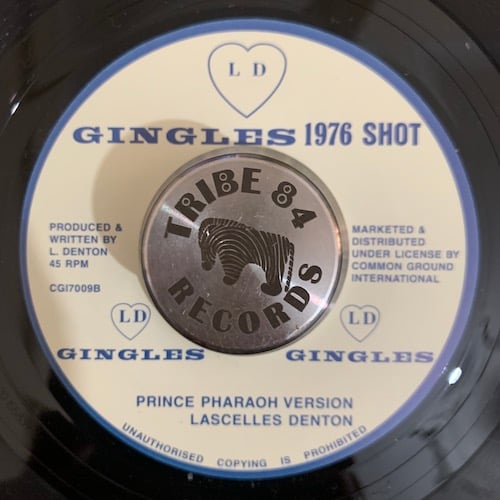 L D
GINGLES 1976 SHOT
TRIBE 84
RECORDS
PRODUCED &
WRITTEN BY
L. DENTON
45 RPM
CGI7009B
MARKETED &
DISTRIBUTED
UNDER LICENSE BY
COMMON GROUND
INTERNATIONAL
LD
GINGLES
LD
GINGLES
PRINCE PHARAOH VERSION
LASCELLES DENTON
UNAUTHORISED COPYING IS PROHIBITED